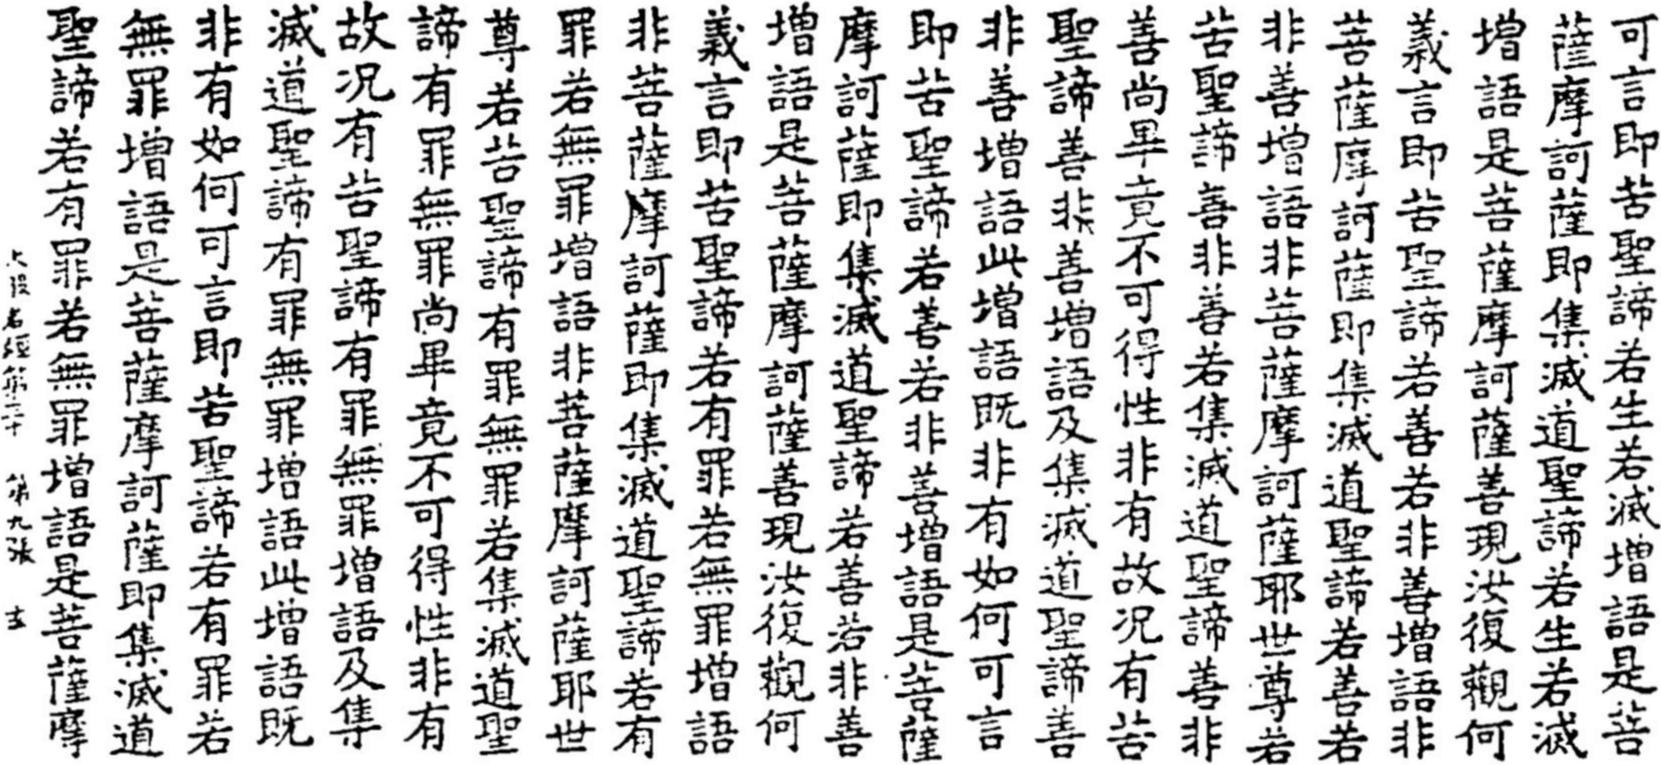 可言即苦聖諦若生若滅增語是菩
薩摩訶薩即集滅道聖諦若生若滅
增語是菩薩摩訶薩善現汝復觀何
義言即苦聖諦若善若非善增語非
菩薩摩訶薩即集滅道聖諦若善若
非善增語非菩薩摩訶薩耶世尊若
苦聖諦善非善若集滅道聖諦善非
善尚畢竟不可得性非有故况有苦
聖諦善非善增語及集滅道聖諦善
非善增語此增語既非有如何可言
即苦聖諦若善若非善增語是菩薩
摩訶薩即集滅道聖諦若善若非善
增語是菩薩摩訶薩善現汝復觀何
義言即苦聖諦若有罪若無罪增語
非菩薩摩訶薩即集滅道聖諦若有
罪若無罪增語非菩薩摩訶薩耶世
尊若苦聖諦有罪無罪若集滅道聖
諦有罪無罪尚畢竟不可得性非有
故况有苦聖諦有罪無罪增語及集
滅道聖諦有罪無罪增語此增語既
非有如何可言即苦聖諦若有罪若
無罪增語是菩薩摩訶薩即集滅道
聖諦若有罪若無罪增語是菩薩摩
大般若經第二十 第九張